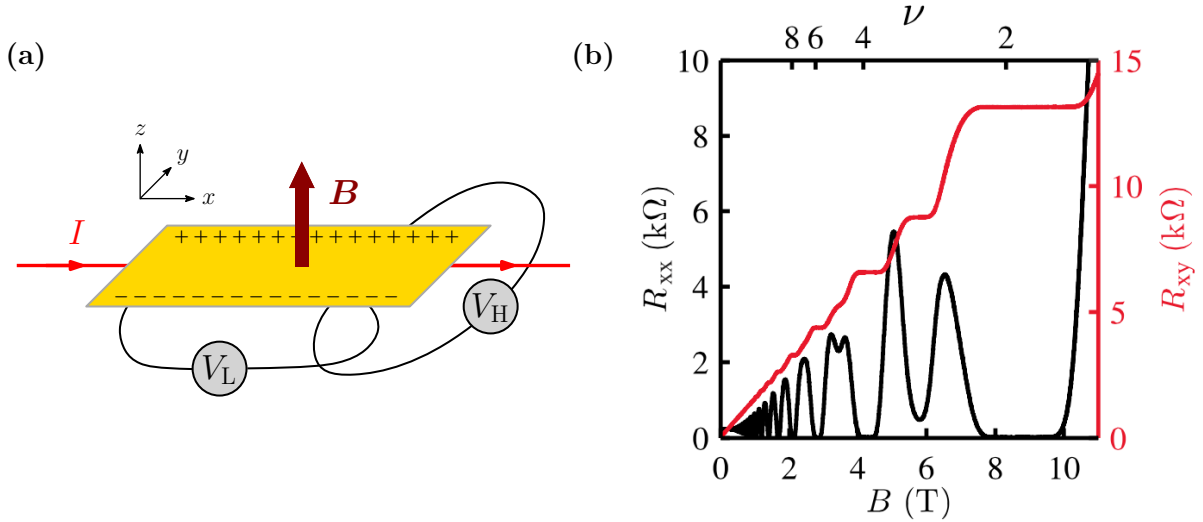 (a)
z
y
x
B
I
+ + + + + + + + + + + + + + +
− − − − − − − − − − − − − − −
V_H
V_L
(b)
ν
8 6 4 2
10
8
6
4
2
0
R_xx (kΩ)
15
10
5
0
R_xy (kΩ)
0 2 4 6 8 10
B (T)